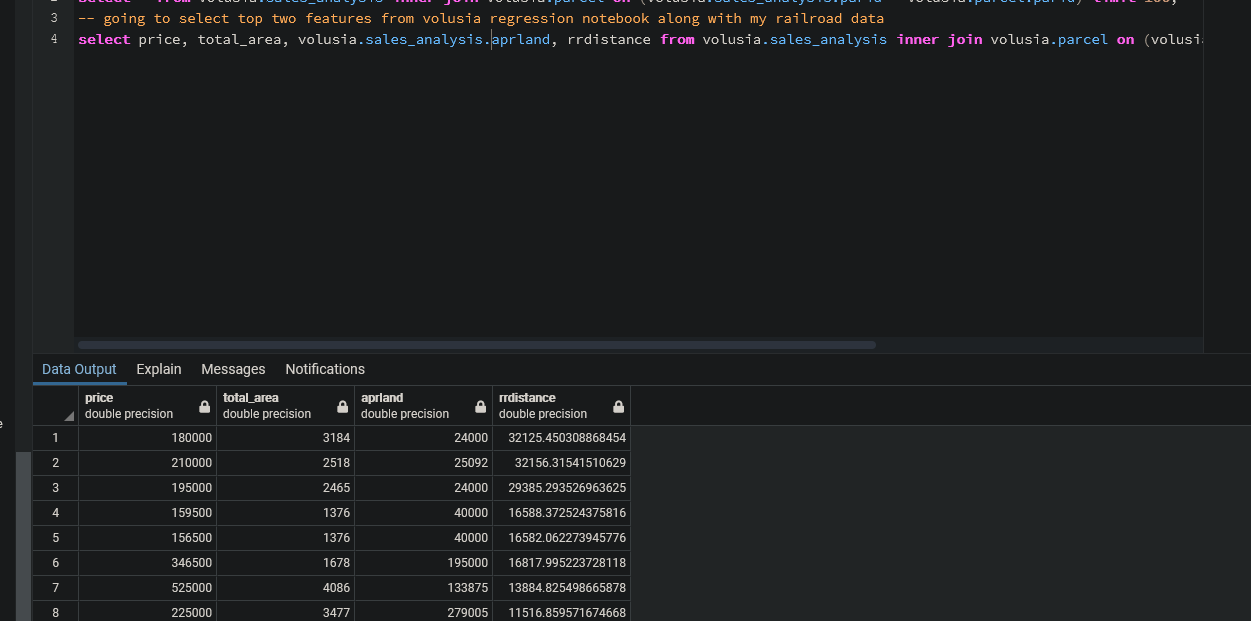 3 -- going to select top two features from volusia regression notebook along with my railroad data
4 select price, total_area, volusia.sales_analysis.aprland, rrdistance from volusia.sales_analysis inner join volusia.parcel on (volusi
Data Output Explain Messages Notifications
price total_area aprland rrdistance
double precision double precision double precision double precision
1 180000 3184 24000 32125.450308868454
2 210000 2518 25092 32156.31541510629
3 195000 2465 24000 29385.293526963625
4 159500 1376 40000 16588.372524375816
5 156500 1376 40000 16582.062273945776
6 346500 1678 195000 16817.995223728118
7 525000 4086 133875 13884.825498665878
8 225000 3477 279005 11516.859571674668